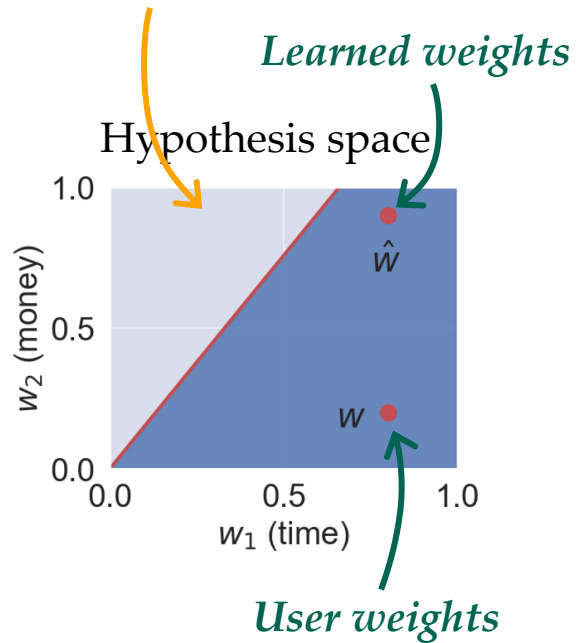 Learned weights
Hypothesis space
1.0
ŵ
0.5
w₂ (money)
w
0.0
0.0 0.5 1.0
w₁ (time)
User weights